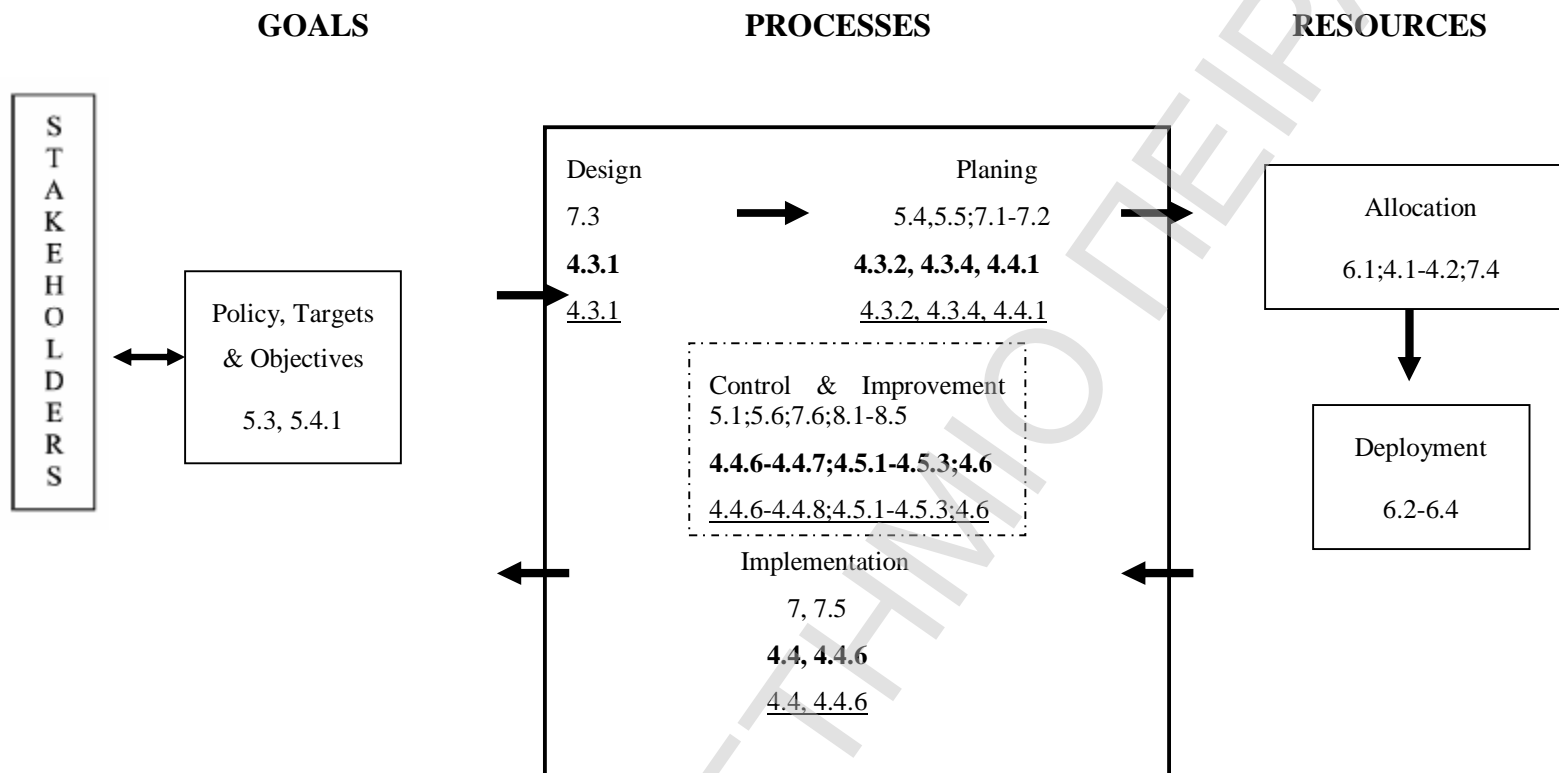 GOALS
PROCESSES
RESOURCES
STAKEHOLDERS
Policy, Targets
& Objectives
5.3, 5.4.1
Design
7.3
4.3.1
4.3.1
Planing
5.4,5.5;7.1-7.2
4.3.2, 4.3.4, 4.4.1
4.3.2, 4.3.4, 4.4.1
Control & Improvement
5.1;5.6;7.6;8.1-8.5
4.4.6-4.4.7;4.5.1-4.5.3;4.6
4.4.6-4.4.8;4.5.1-4.5.3;4.6
Implementation
7, 7.5
4.4, 4.4.6
4.4, 4.4.6
Allocation
6.1;4.1-4.2;7.4
Deployment
6.2-6.4